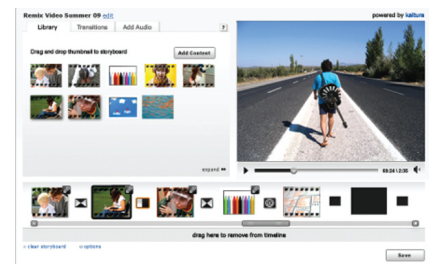 Remix Video Summer 09 edit
powered by kaltura
Library Transitions Add Audio ?
Drag and drop thumbnail to storyboard Add Content
expand
drag here to remove from timeline
clear storyboard options
Save